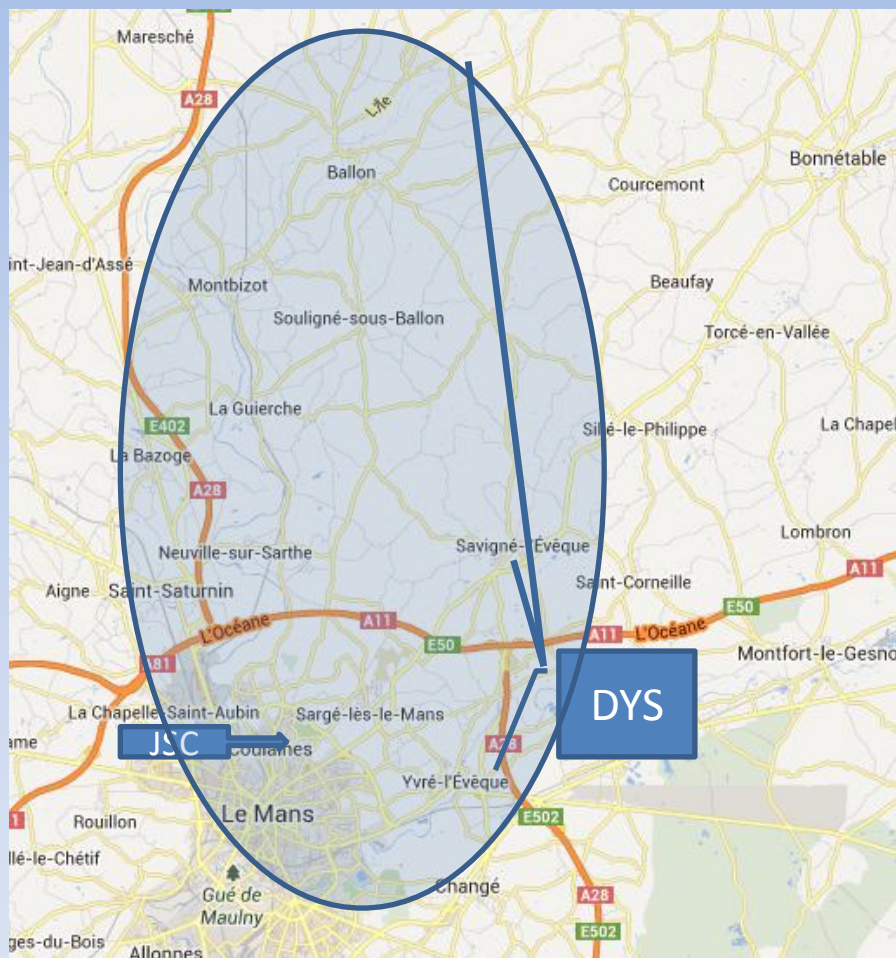 Maresché
A28
L'Île
Ballon
Bonnétable
Courcemont
int-Jean-d'Assé
Montbizot
Beaufay
Souligné-sous-Ballon
Torcé-en-Vallée
La Guierche
E402
Sillé-le-Philippe
La Chapel
La Bazoge
A28
Lombron
Neuville-sur-Sarthe
Savigné-l'Évêque
A11
Aigné
Saint-Saturnin
Saint-Corneille
E50
L'Océane
A11
E50
A11
L'Océane
A81
Montfort-le-Gesno
DYS
La Chapelle-Saint-Aubin
Sargé-lès-le-Mans
ame
JSC
Coulaines
A28
Yvré-l'Évêque
Le Mans
E502
1
Rouillon
llé-le-Chétif
Gué de
Maulny
Changé
A28
E502
ges-du-Bois
Allonnes